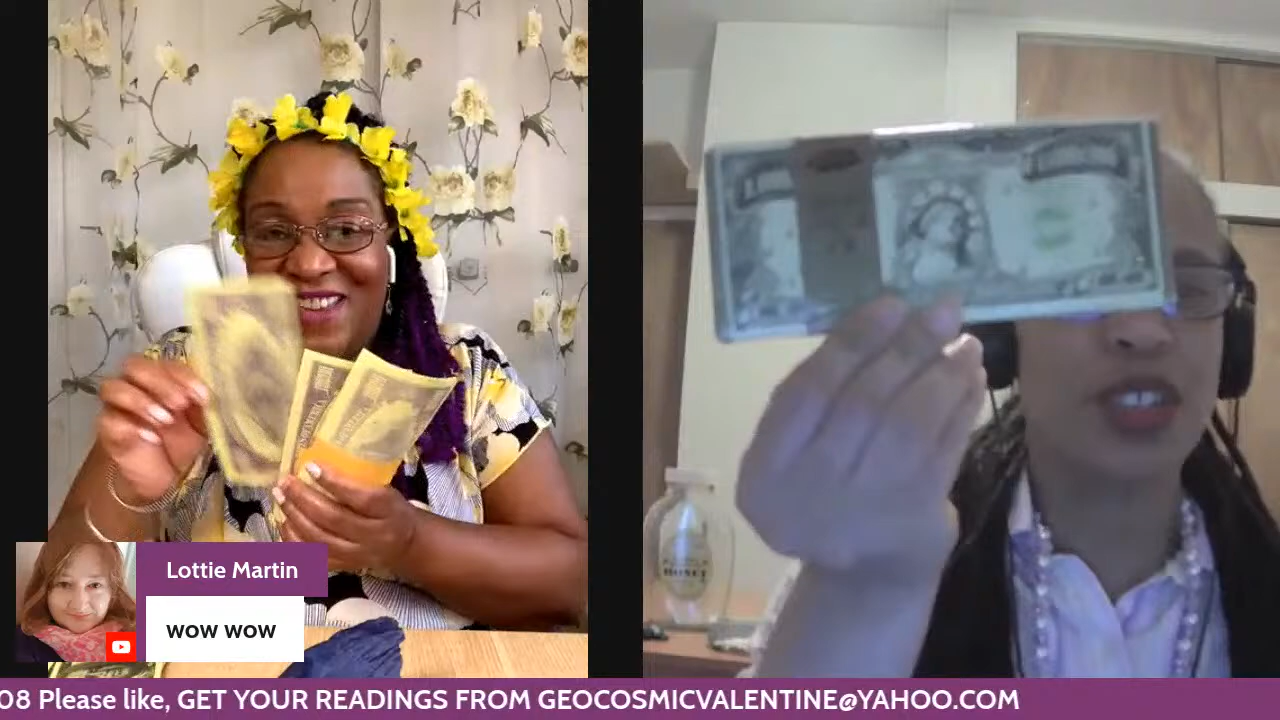 Lottie Martin
wow wow
08 Please like, GET YOUR READINGS FROM GEOCOSMICVALENTINE@YAHOO.COM